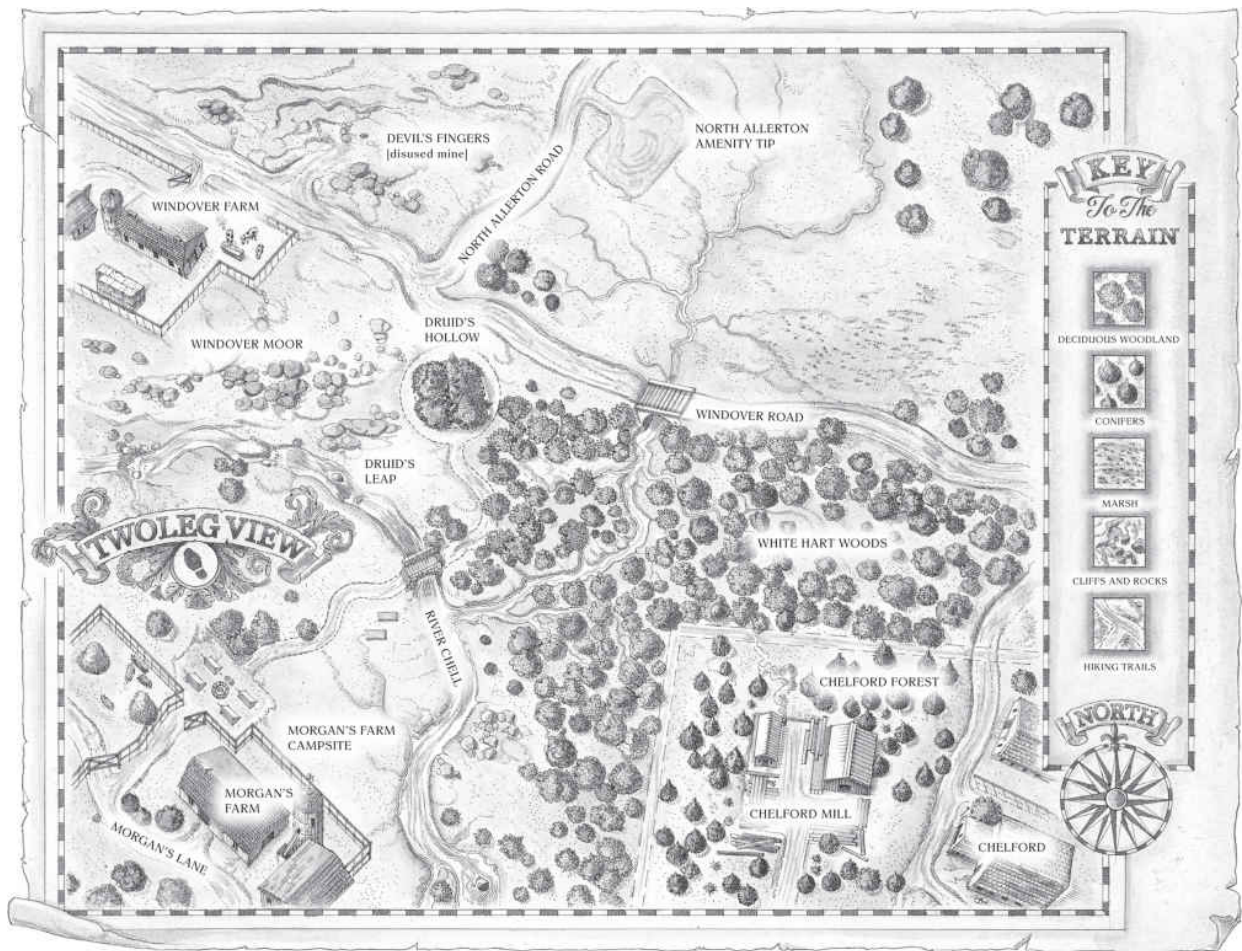 DEVIL'S FINGERS
[disused mine]
NORTH ALLERTON ROAD
NORTH ALLERTON
AMENITY TIP
WINDOVER FARM
DRUID'S
HOLLOW
WINDOVER MOOR
WINDOVER ROAD
DRUID'S
LEAP
TWOLEG VIEW
WHITE HART WOODS
RIVER CHELL
CHELFORD FOREST
MORGAN'S FARM
CAMPSITE
MORGAN'S
FARM
MORGAN'S LANE
CHELFORD MILL
CHELFORD
KEY
To The
TERRAIN
DECIDUOUS WOODLAND
CONIFERS
MARSH
CLIFFS AND ROCKS
HIKING TRAILS
NORTH